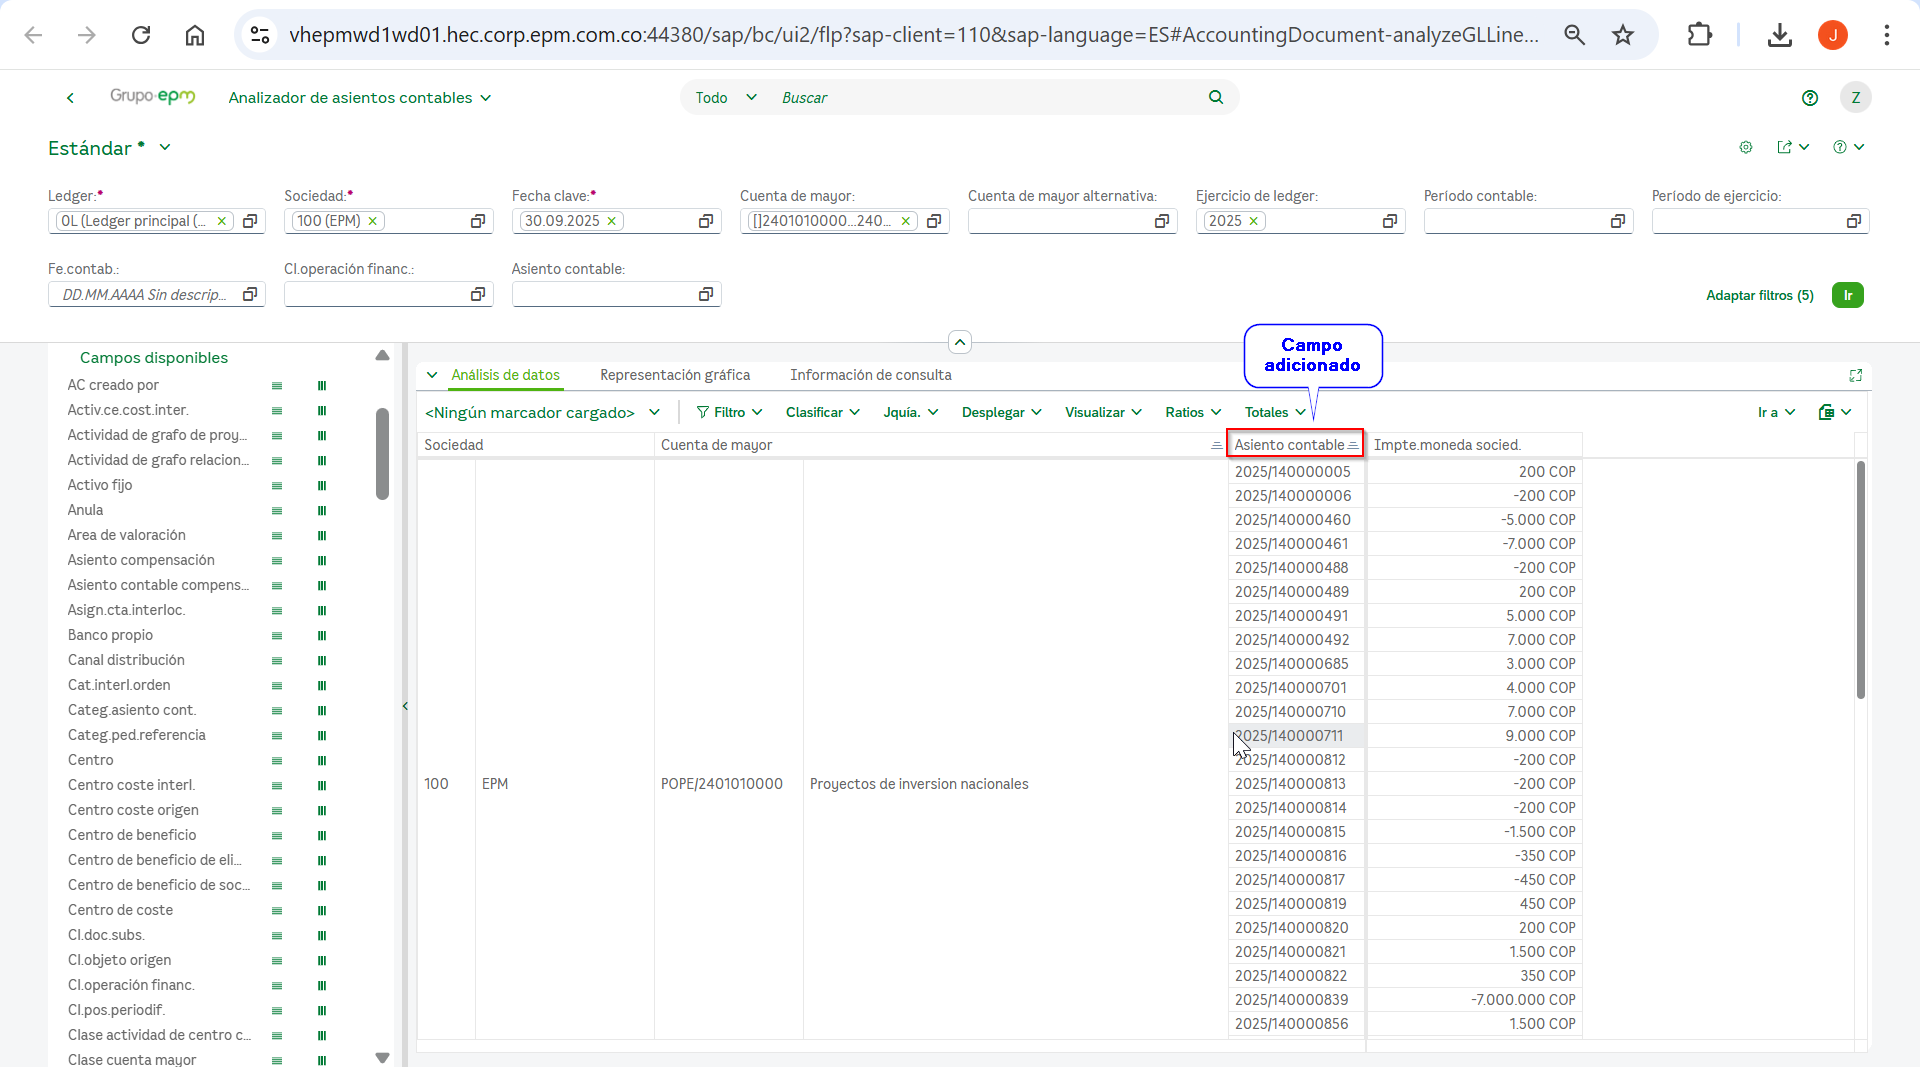 vhepmwd1wd01.hec.corp.epm.com.co:44380/sap/bc/ui2/flp?sap-client=110&sap-language=ES#AccountingDocument-analyzeGLLine...
J
Grupo·epm
Analizador de asientos contables
Todo
Buscar
Z
Estándar *
Ledger:*
Sociedad:*
Fecha clave:*
Cuenta de mayor:
Cuenta de mayor alternativa:
Ejercicio de ledger:
Período contable:
Período de ejercicio:
0L (Ledger principal (...
100 (EPM)
30.09.2025
[]2401010000...240...
2025
Fe.contab.:
Cl.operación financ.:
Asiento contable:
DD.MM.AAAA Sin descrip...
Adaptar filtros (5)
Ir
Campo
adicionado
Campos disponibles
AC creado por
Activ.ce.cost.inter.
Actividad de grafo de proy...
Actividad de grafo relacion...
Activo fijo
Anula
Area de valoración
Asiento compensación
Asiento contable compens...
Asign.cta.interloc.
Banco propio
Canal distribución
Cat.interl.orden
Categ.asiento cont.
Categ.ped.referencia
Centro
Centro coste interl.
Centro coste origen
Centro de beneficio
Centro de beneficio de eli...
Centro de beneficio de soc...
Centro de coste
Cl.doc.subs.
Cl.objeto origen
Cl.operación financ.
Cl.pos.periodif.
Clase actividad de centro c...
Clase cuenta mayor
Análisis de datos
Representación gráfica
Información de consulta
<Ningún marcador cargado>
Filtro
Clasificar
Jquía.
Desplegar
Visualizar
Ratios
Totales
Ir a
Sociedad
Cuenta de mayor
Asiento contable
Impte.moneda socied.
2025/140000005 200 COP
2025/140000006 -200 COP
2025/140000460 -5.000 COP
2025/140000461 -7.000 COP
2025/140000488 -200 COP
2025/140000489 200 COP
2025/140000491 5.000 COP
2025/140000492 7.000 COP
2025/140000685 3.000 COP
2025/140000701 4.000 COP
2025/140000710 7.000 COP
2025/140000711 9.000 COP
2025/140000812 -200 COP
100 EPM POPE/2401010000 Proyectos de inversion nacionales 2025/140000813 -200 COP
2025/140000814 -200 COP
2025/140000815 -1.500 COP
2025/140000816 -350 COP
2025/140000817 -450 COP
2025/140000819 450 COP
2025/140000820 200 COP
2025/140000821 1.500 COP
2025/140000822 350 COP
2025/140000839 -7.000.000 COP
2025/140000856 1.500 COP